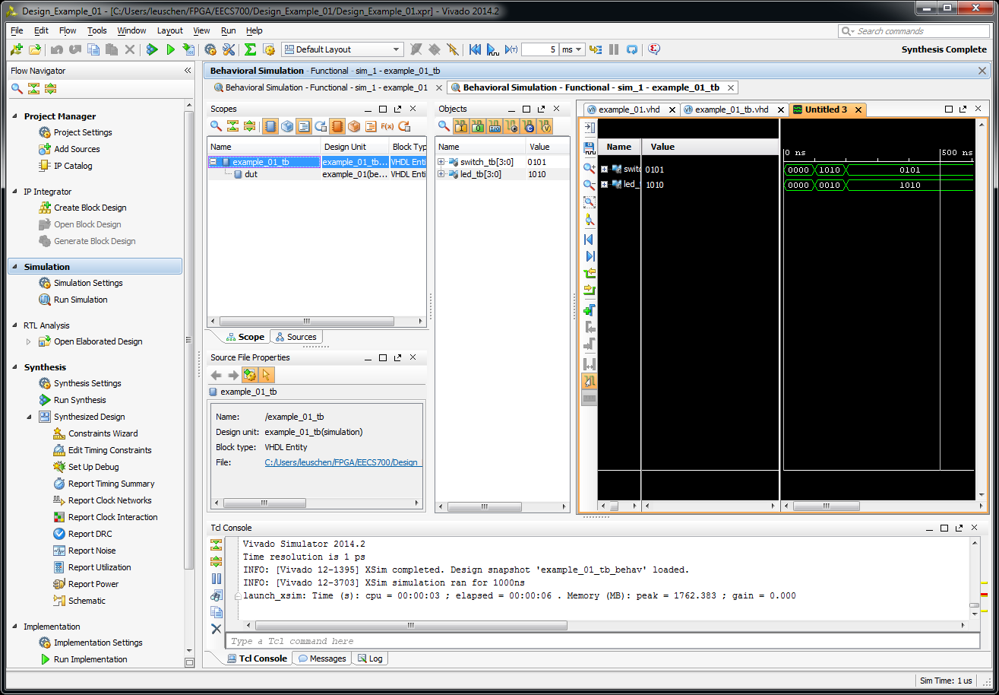 Design_Example_01 - [C:/Users/leuschen/FPGA/EECS700/Design_Example_01/Design_Example_01.xpr] - Vivado 2014.2
File Edit Flow Tools Window Layout View Run Help
Search commands
Default Layout
5 ms
Synthesis Complete
Flow Navigator
Project Manager
Project Settings
Add Sources
IP Catalog
IP Integrator
Create Block Design
Open Block Design
Generate Block Design
Simulation
Simulation Settings
Run Simulation
RTL Analysis
Open Elaborated Design
Synthesis
Synthesis Settings
Run Synthesis
Synthesized Design
Constraints Wizard
Edit Timing Constraints
Set Up Debug
Report Timing Summary
Report Clock Networks
Report Clock Interaction
Report DRC
Report Noise
Report Utilization
Report Power
Schematic
Implementation
Implementation Settings
Run Implementation
Behavioral Simulation - Functional - sim_1 - example_01_tb
Behavioral Simulation - Functional - sim_1 - example_01
Behavioral Simulation - Functional - sim_1 - example_01_tb
Scopes
F(x)
Name Design Unit Block Typ
example_01_tb example_01_tb... VHDL Enti
dut example_01(be... VHDL Enti
Scope Sources
Objects
Name Value
switch_tb[3:0] 0101
led_tb[3:0] 1010
Source File Properties
example_01_tb
Name: /example_01_tb
Design unit: example_01_tb(simulation)
Block type: VHDL Entity
File: C:/Users/leuschen/FPGA/EECS700/Design_
example_01.vhd example_01_tb.vhd Untitled 3
Name Value
0 ns 500 ns
switc 0101 0000 1010 0101
led_t 1010 0000 0010 1010
Tcl Console
Vivado Simulator 2014.2
Time resolution is 1 ps
INFO: [Vivado 12-1395] XSim completed. Design snapshot 'example_01_tb_behav' loaded.
INFO: [Vivado 12-3703] XSim simulation ran for 1000ns
launch_xsim: Time (s): cpu = 00:00:03 ; elapsed = 00:00:06 . Memory (MB): peak = 1762.383 ; gain = 0.000
Type a Tcl command here
Tcl Console Messages Log
Sim Time: 1 us